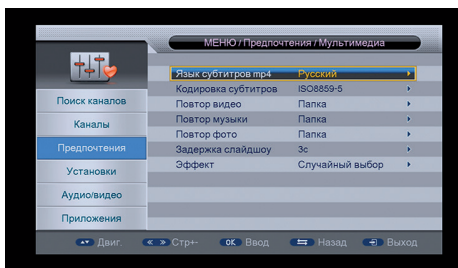 МЕНЮ / Предпочтения / Мультимедиа
Поиск каналов
Каналы
Предпочтения
Установки
Аудио/видео
Приложения
Язык субтитров mp4 Русский
Кодировка субтитров ISO8859-5
Повтор видео Папка
Повтор музыки Папка
Повтор фото Папка
Задержка слайдшоу 3с
Эффект Случайный выбор
Двиг. Стр+- OK Ввод Назад Выход